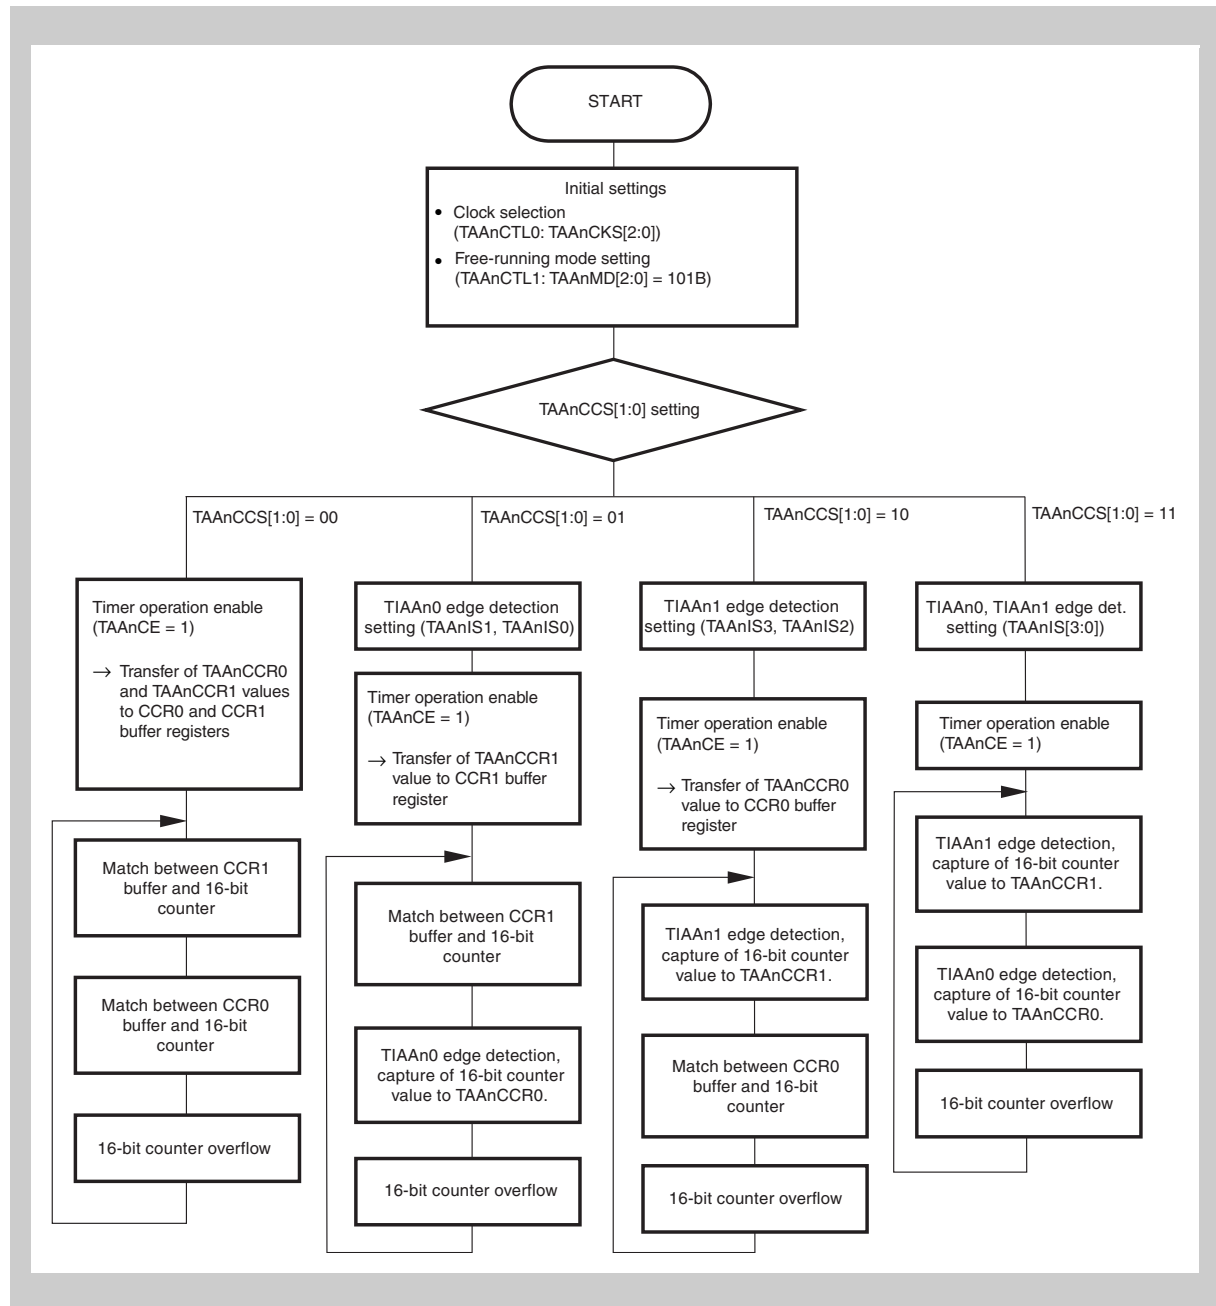 START
Initial settings
• Clock selection
(TAAnCTL0: TAAnCKS[2:0])
• Free-running mode setting
(TAAnCTL1: TAAnMD[2:0] = 101B)
TAAnCCS[1:0] setting
TAAnCCS[1:0] = 00
TAAnCCS[1:0] = 01
TAAnCCS[1:0] = 10
TAAnCCS[1:0] = 11
Timer operation enable
(TAAnCE = 1)
→ Transfer of TAAnCCR0
and TAAnCCR1 values
to CCR0 and CCR1
buffer registers
Match between CCR1
buffer and 16-bit
counter
Match between CCR0
buffer and 16-bit
counter
16-bit counter overflow
TIAAn0 edge detection
setting (TAAnIS1, TAAnIS0)
Timer operation enable
(TAAnCE = 1)
→ Transfer of TAAnCCR1
value to CCR1 buffer
register
Match between CCR1
buffer and 16-bit
counter
TIAAn0 edge detection,
capture of 16-bit counter
value to TAAnCCR0.
16-bit counter overflow
TIAAn1 edge detection
setting (TAAnIS3, TAAnIS2)
Timer operation enable
(TAAnCE = 1)
→ Transfer of TAAnCCR0
value to CCR0 buffer
register
TIAAn1 edge detection,
capture of 16-bit counter
value to TAAnCCR1.
Match between CCR0
buffer and 16-bit
counter
16-bit counter overflow
TIAAn0, TIAAn1 edge det.
setting (TAAnIS[3:0])
Timer operation enable
(TAAnCE = 1)
TIAAn1 edge detection,
capture of 16-bit counter
value to TAAnCCR1.
TIAAn0 edge detection,
capture of 16-bit counter
value to TAAnCCR0.
16-bit counter overflow